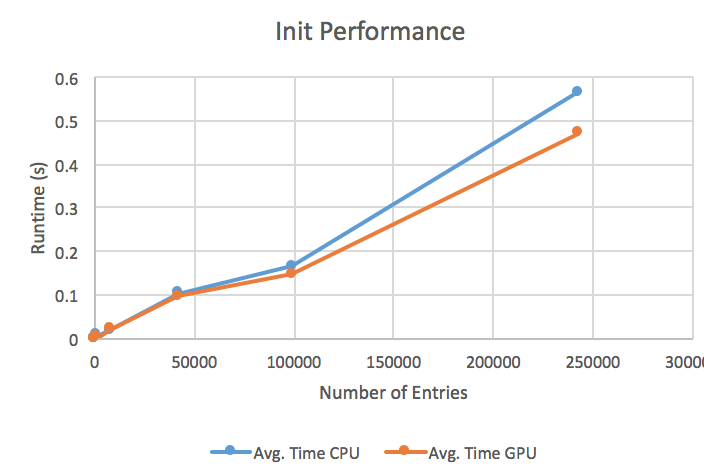 Init Performance
0.6
0.5
0.4
0.3
0.2
0.1
0
Runtime (s)
0 50000 100000 150000 200000 250000 30000
Number of Entries
Avg. Time CPU Avg. Time GPU